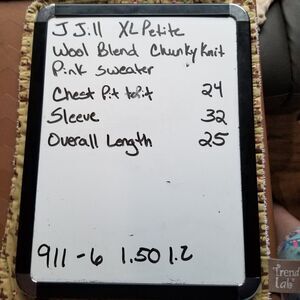 J Jill XL Petite
Wool Blend Chunky Knit
Pink Sweater
Chest Pit to Pit 24
Sleeve 32
Overall Length 25
911-6 1.50 1.2
Trend
Lab